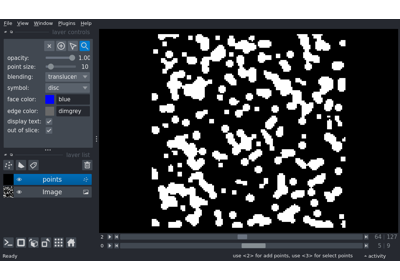 File View Window Plugins Help
layer controls
opacity: 1.00
point size: 10
blending: translucen
symbol: disc
face color: blue
edge color: dimgrey
display text:
out of slice:
layer list
points
Image
2 64 127
0 5 9
Ready use <2> for add points, use <3> for select points activity